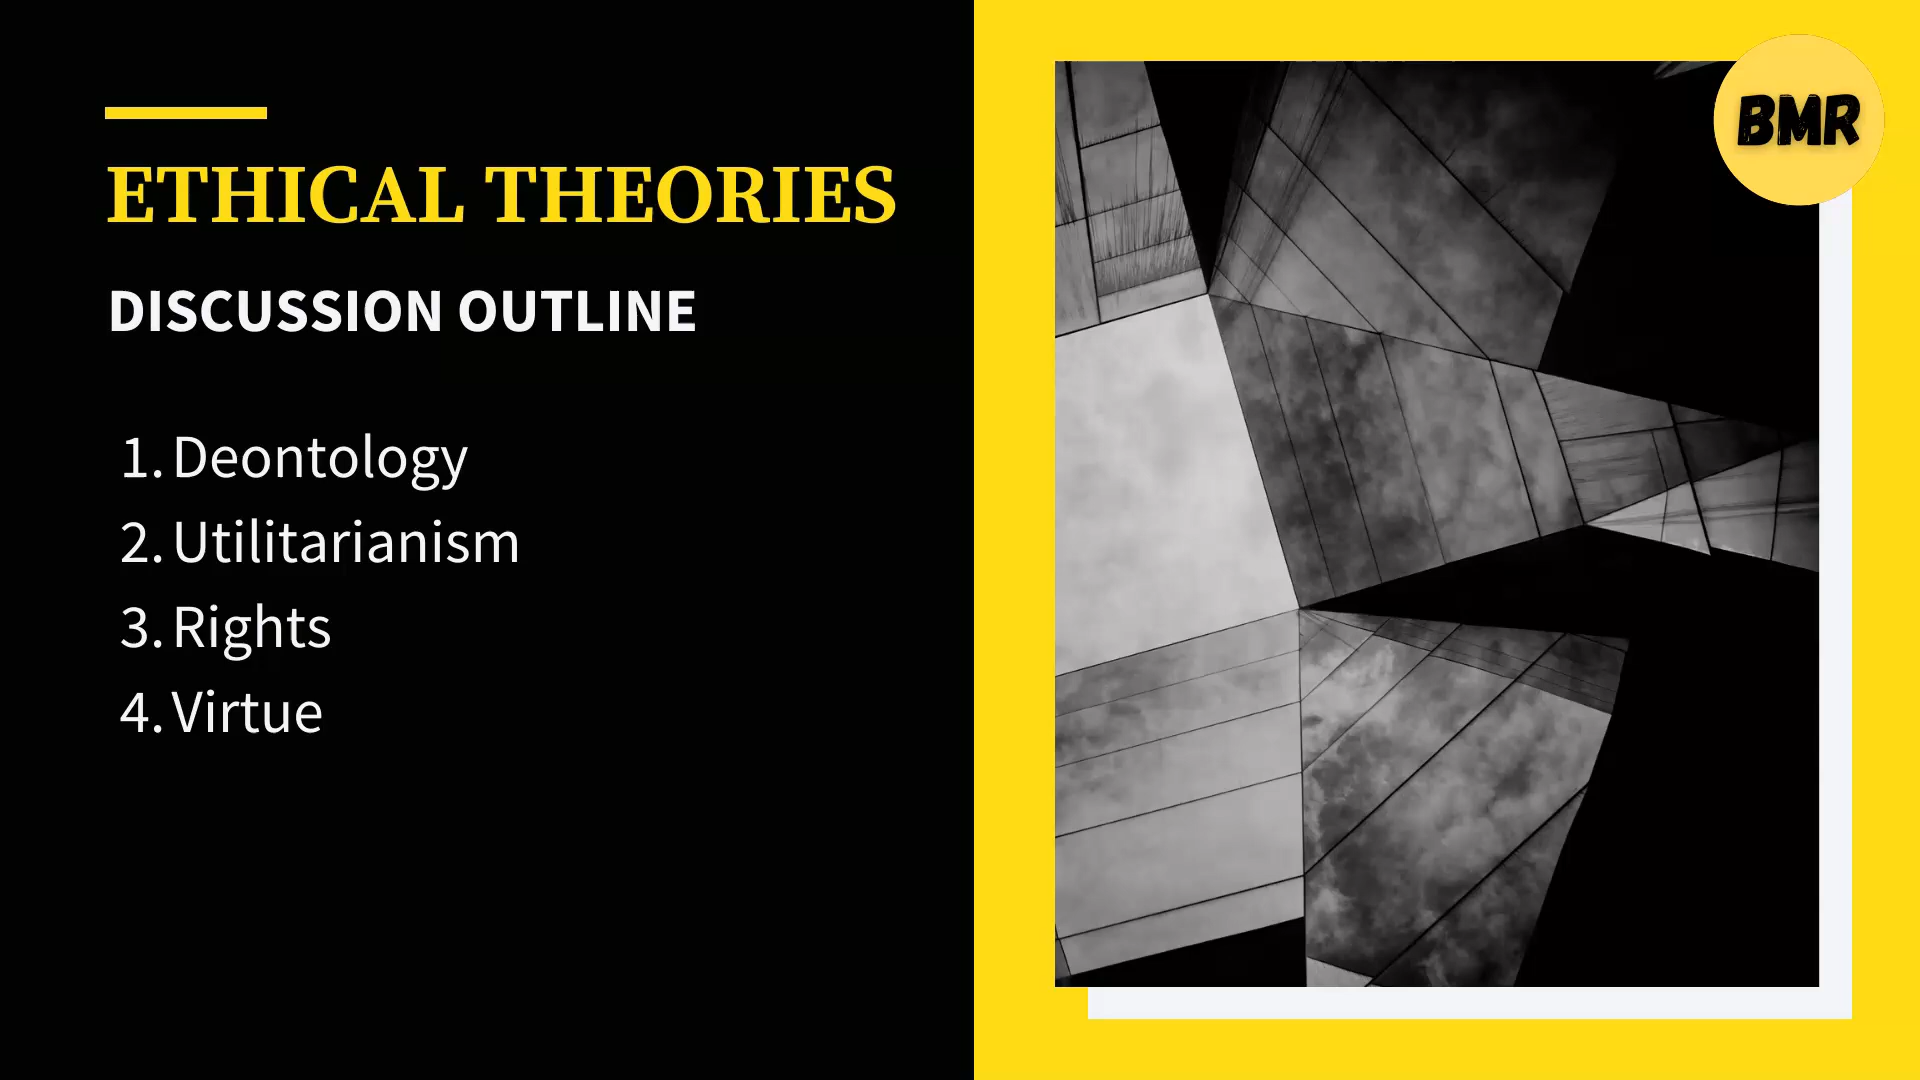 ETHICAL THEORIES
DISCUSSION OUTLINE
1. Deontology
2. Utilitarianism
3. Rights
4. Virtue
BMR